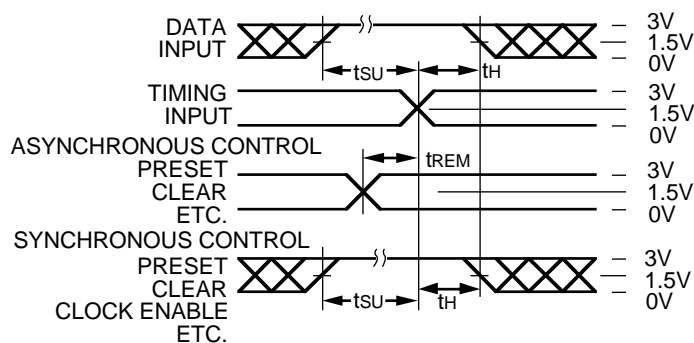 DATA
INPUT
tSU
tH
3V
1.5V
0V
TIMING
INPUT
3V
1.5V
0V
ASYNCHRONOUS CONTROL
PRESET
CLEAR
ETC.
tREM
3V
1.5V
0V
SYNCHRONOUS CONTROL
PRESET
CLEAR
CLOCK ENABLE
ETC.
tSU
tH
3V
1.5V
0V